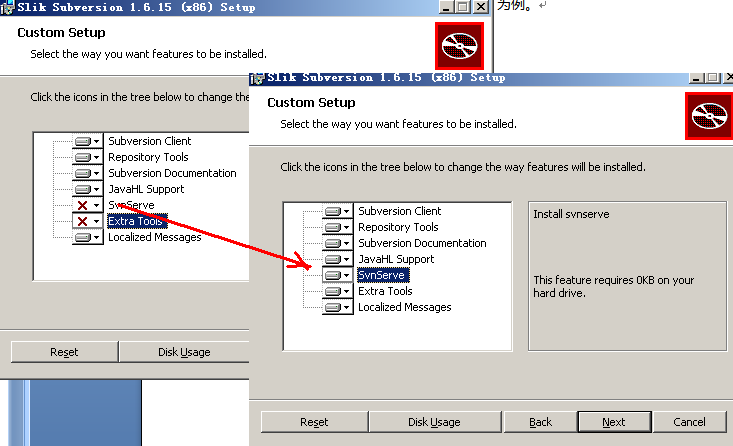 Slik Subversion 1.6.15 (x86) Setup
为例。
Custom Setup
Select the way you want features to be installed.
Click the icons in the tree below to change the
Subversion Client
Repository Tools
Subversion Documentation
JavaHL Support
SvnServe
Extra Tools
Localized Messages
Reset
Disk Usage
Slik Subversion 1.6.15 (x86) Setup
Custom Setup
Select the way you want features to be installed.
Click the icons in the tree below to change the way features will be installed.
Subversion Client
Repository Tools
Subversion Documentation
JavaHL Support
SvnServe
Extra Tools
Localized Messages
Install svnserve
This feature requires 0KB on your
hard drive.
Reset
Disk Usage
Back
Next
Cancel